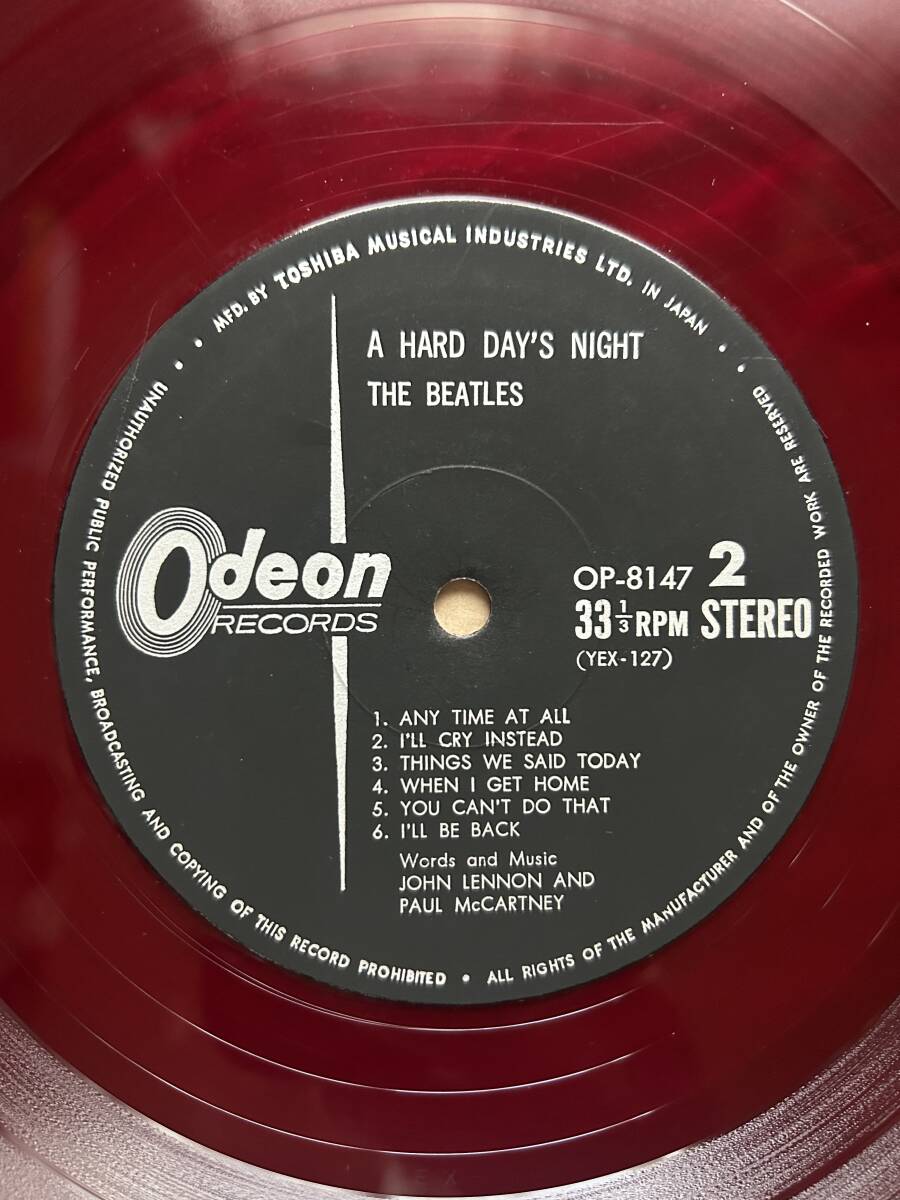 MFD. BY TOSHIBA MUSICAL INDUSTRIES LTD. IN JAPAN
A HARD DAY'S NIGHT
THE BEATLES
Odeon
RECORDS
OP-8147 2
33 1/3 RPM STEREO
(YEX-127)
1. ANY TIME AT ALL
2. I'LL CRY INSTEAD
3. THINGS WE SAID TODAY
4. WHEN I GET HOME
5. YOU CAN'T DO THAT
6. I'LL BE BACK
Words and Music
JOHN LENNON AND
PAUL McCARTNEY
UNAUTHORIZED PUBLIC PERFORMANCE, BROADCASTING AND COPYING OF THIS RECORD PROHIBITED • ALL RIGHTS OF THE MANUFACTURER AND OF THE OWNER OF THE RECORDED WORK ARE RESERVED